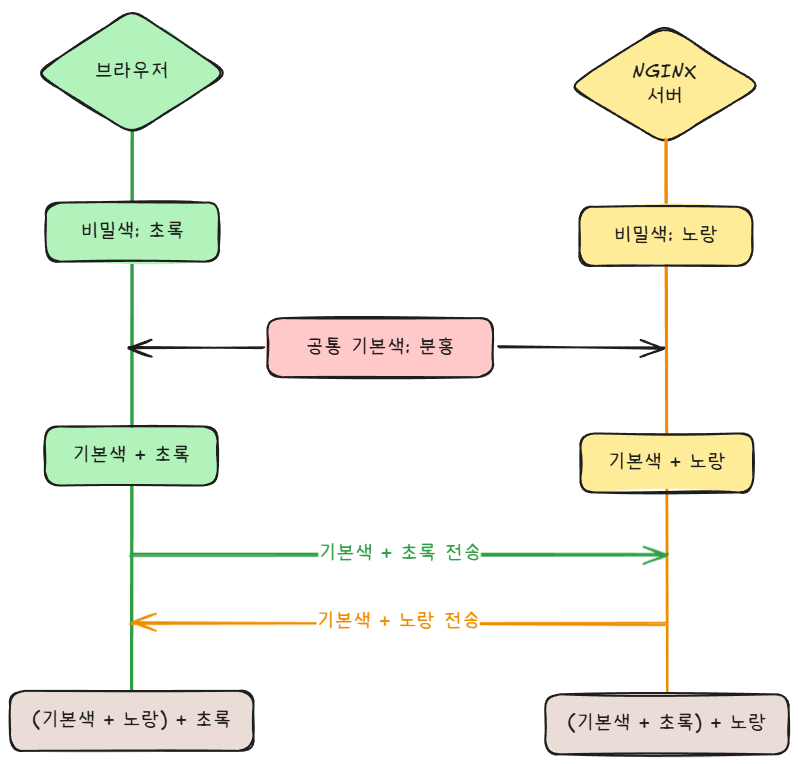 브라우저
NGINX
서버
비밀색: 초록
비밀색: 노랑
공통 기본색: 분홍
기본색 + 초록
기본색 + 노랑
기본색 + 초록 전송
기본색 + 노랑 전송
(기본색 + 노랑) + 초록
(기본색 + 초록) + 노랑